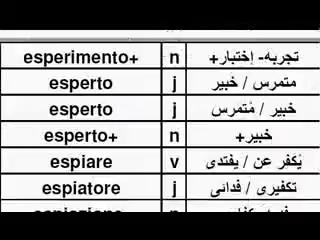 esperimento+ n تجربه- إختبار+
esperto j متمرس / خبير
esperto j خبير / مُتمرس
esperto+ n خبير+
espiare v يُكفر عن / يفتدى
espiatore j تكفيرى / فدائى